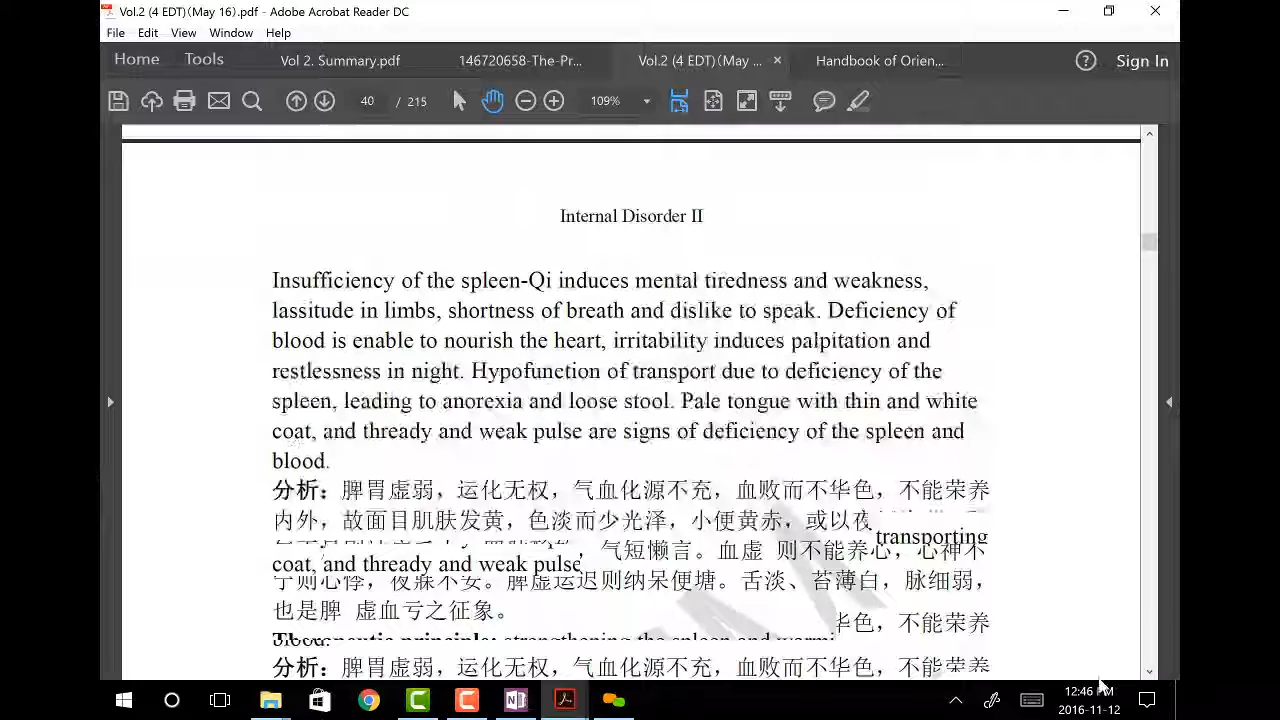 Vol.2 (4 EDT)(May 16).pdf - Adobe Acrobat Reader DC
File Edit View Window Help
Home Tools Vol 2. Summary.pdf 146720658-The-Pr... Vol.2 (4 EDT)(May ... × Handbook of Orien... Sign In
40 / 215 109%
Internal Disorder II
Insufficiency of the spleen-Qi induces mental tiredness and weakness,
lassitude in limbs, shortness of breath and dislike to speak. Deficiency of
blood is enable to nourish the heart, irritability induces palpitation and
restlessness in night. Hypofunction of transport due to deficiency of the
spleen, leading to anorexia and loose stool. Pale tongue with thin and white
coat, and thready and weak pulse are signs of deficiency of the spleen and
blood.
分析：脾胃虚弱，运化无权，气血化源不充，血败而不华色，不能荣养
内外，故面目肌肤发黄，色淡而少光泽，小便黄赤，或以夜
transporting
气短懒言。血虚 则不能养心，心神不
coat, and thready and weak pulse
宁则心悸，夜寐不安。脾虚运迟则纳呆便塘。舌淡、苔薄白，脉细弱，
也是脾 虚血亏之征象。
华色，不能荣养
blood. Therapeutic principle: strengthening the spleen and warmi
分析：脾胃虚弱，运化无权，气血化源不充，血败而不华色，不能荣养
12:46 PM
2016-11-12